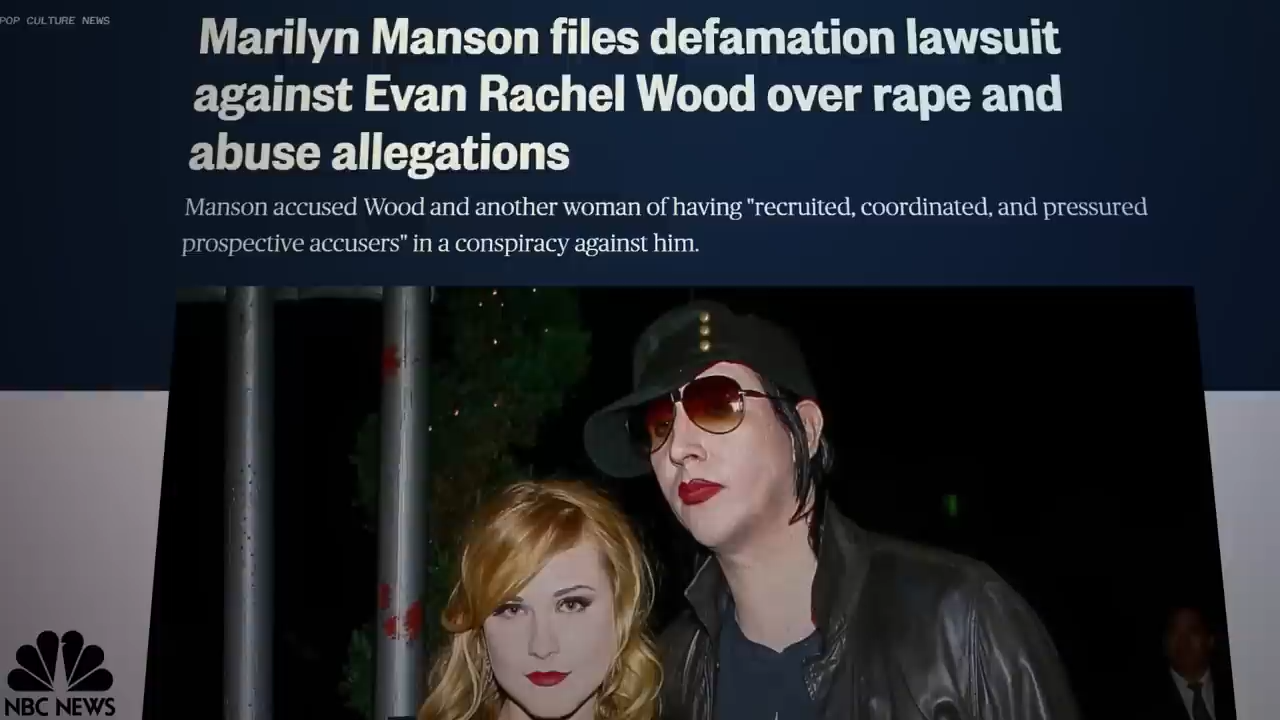 POP CULTURE NEWS
Marilyn Manson files defamation lawsuit
against Evan Rachel Wood over rape and
abuse allegations
Manson accused Wood and another woman of having "recruited, coordinated, and pressured
prospective accusers" in a conspiracy against him.
NBC NEWS